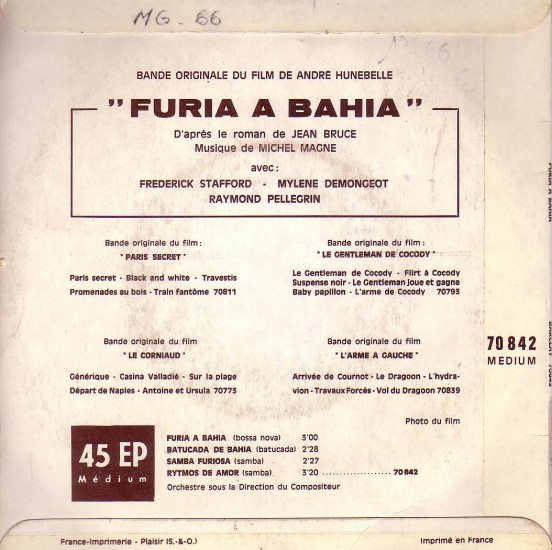 MG-66
BANDE ORIGINALE DU FILM DE ANDRÉ HUNEBELLE
"FURIA A BAHIA"
D'après le roman de JEAN BRUCE
Musique de MICHEL MAGNE
avec:
FREDERICK STAFFORD - MYLENE DEMONGEOT
RAYMOND PELLEGRIN
Bande originale du film:
"PARIS SECRET"
Paris secret - Black and white - Travestis
Promenades au bois - Train fantôme 70811
Bande originale du film:
"LE GENTLEMAN DE COCODY"
Le Gentleman de Cocody - Flirt à Cocody
Suspense noir - Le Gentleman joue et gagne
Baby papillon - L'arme de Cocody 70793
Bande originale du film
"LE CORNIAUD"
Générique - Casina Valladié - Sur la plage
Départ de Naples - Antoine et Ursula 70773
Bande originale du film
"L'ARME A GAUCHE"
Arrivée de Cournot - Le Dragoon - L'hydra-
vion - Travaux Forcés - Vol du Dragoon 70839
70 842
MEDIUM
FURIA A BAHIA
Photo du film
45 EP
Médium
FURIA A BAHIA (bossa nova) 3'00
BATUCADA DE BAHIA (batucada) 2'28
SAMBA FURIOSA (samba) 2'27
RYTMOS DE AMOR (samba) 3'20 ...................... 70 842
Orchestre sous la Direction du Compositeur
France-Imprimerie - Plaisir (S.-&-O.)
Imprimé en France